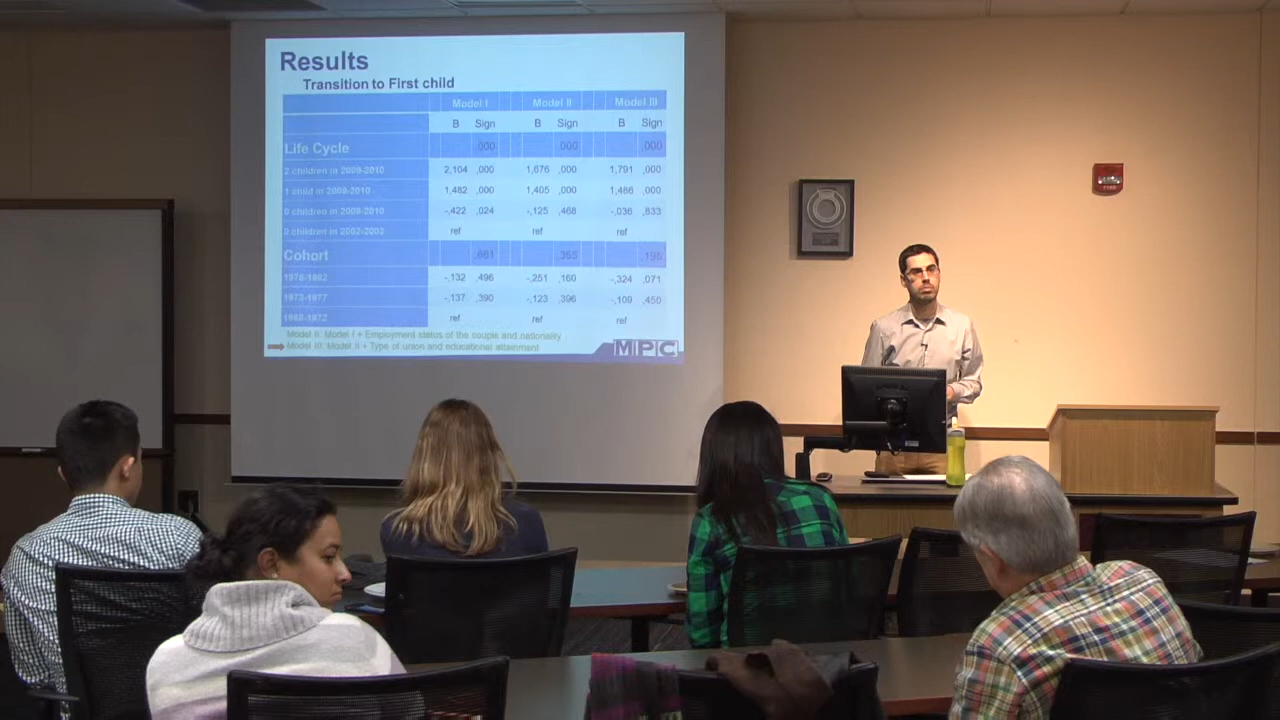 Results
Transition to First child
Model I Model II Model III
B Sign B Sign B Sign
Life Cycle ,000 ,000 ,000
2 children in 2009-2010 2,104 ,000 1,676 ,000 1,791 ,000
1 child in 2009-2010 1,482 ,000 1,405 ,000 1,486 ,000
0 children in 2009-2010 -,422 ,024 -,125 ,468 -,036 ,833
0 children in 2002-2003 ref ref ref
Cohort ,661 ,355 ,195
1978-1982 -,132 ,496 -,251 ,160 -,324 ,071
1973-1977 -,137 ,390 -,123 ,396 -,109 ,450
1968-1972 ref ref ref
Model II: Model I + Employment status of the couple and nationality
Model III: Model II + Type of union and educational attainment
MPC